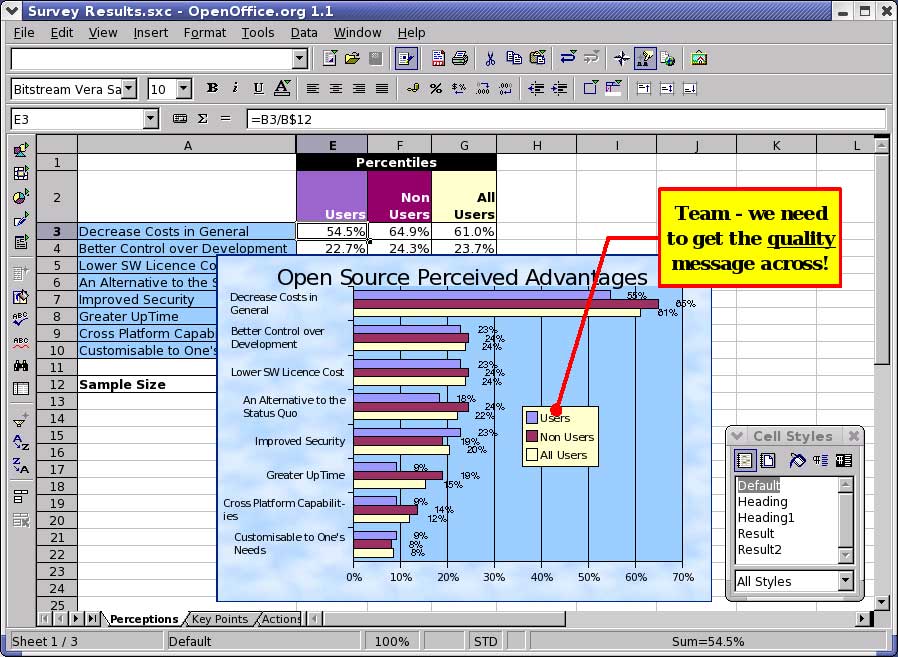 Survey Results.sxc - OpenOffice.org 1.1
File Edit View Insert Format Tools Data Window Help
Bitstream Vera Sa 10 B i U A
E3 Σ = =B3/B$12
A E F G H I J K L
1 Percentiles
2 Users Non Users All Users
3 Decrease Costs in General 54.5% 64.9% 61.0%
4 Better Control over Development 22.7% 24.3% 23.7%
5 Lower SW Licence Co
6 An Alternative to the S
7 Improved Security
8 Greater UpTime
9 Cross Platform Capab
10 Customisable to One's
11
12 Sample Size
13
14
15
16
17
18
19
20
21
22
23
24
25
Team - we need
to get the quality
message across!
Open Source Perceived Advantages
Decrease Costs in
General
55%
65%
61%
Better Control over
Development
23%
24%
24%
Lower SW Licence Cost
23%
24%
24%
An Alternative to the
Status Quo
18%
24%
22%
Improved Security
23%
19%
20%
Greater UpTime
9%
19%
15%
Cross Platform Capabilit-
ies
9%
14%
12%
Customisable to One's
Needs
9%
8%
8%
0% 10% 20% 30% 40% 50% 60% 70%
Users
Non Users
All Users
Cell Styles
Default
Heading
Heading1
Result
Result2
All Styles
Perceptions Key Points Actions
Sheet 1 / 3 Default 100% STD Sum=54.5%